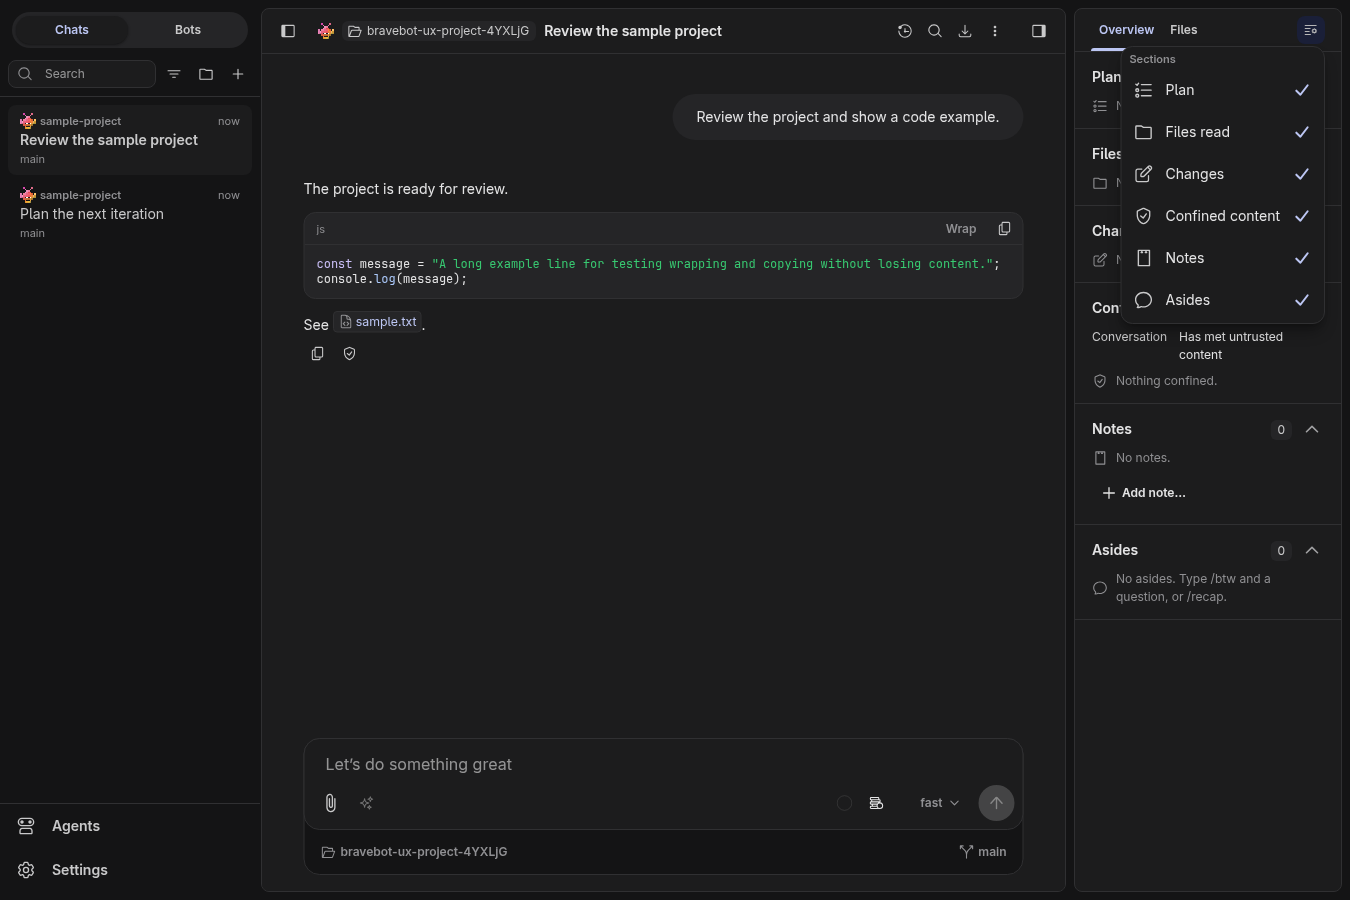 Chats
Bots
Search
sample-project
now
Review the sample project
main
sample-project
now
Plan the next iteration
main
Agents
Settings
bravebot-ux-project-4YXLjG
Review the sample project
Review the project and show a code example.
The project is ready for review.
js
Wrap
const message = "A long example line for testing wrapping and copying without losing content.";
console.log(message);
See sample.txt.
Let's do something great
fast
bravebot-ux-project-4YXLjG
main
Overview
Files
Sections
Plan
Files read
Changes
Confined content
Notes
Asides
Plan
Files
Conversation
Has met untrusted
content
Nothing confined.
Notes
0
No notes.
Add note...
Asides
0
No asides. Type /btw and a
question, or /recap.